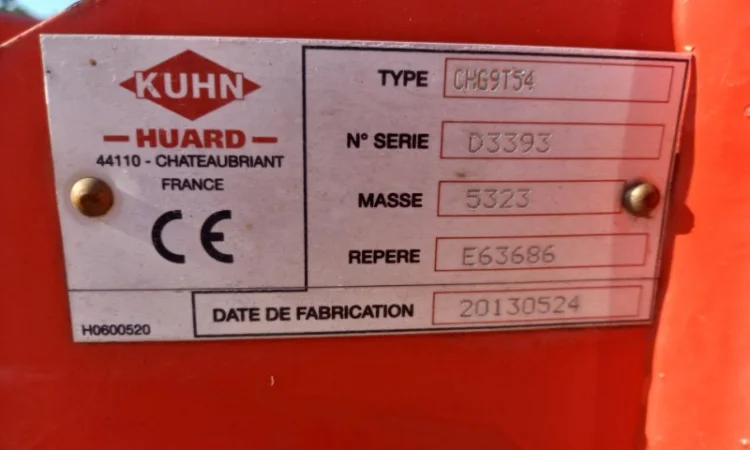 KUHN
HUARD
44110 - CHATEAUBRIANT
FRANCE
CE
H0600520
TYPE CHG9T54
N° SERIE D3393
MASSE 5323
REPERE E63686
DATE DE FABRICATION 20130524